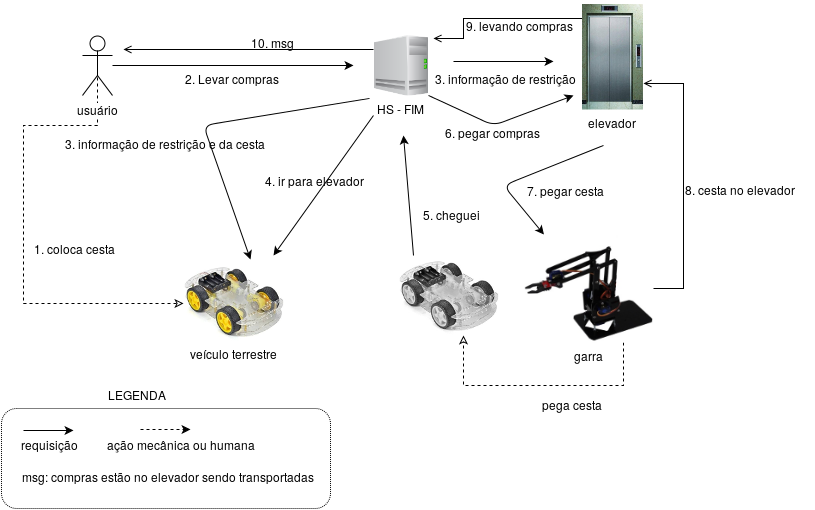 9. levando compras
10. msg
2. Levar compras
3. informação de restrição
usuário
HS - FIM
elevador
6. pegar compras
3. informação de restrição e da cesta
4. ir para elevador
7. pegar cesta
8. cesta no elevador
5. cheguei
1. coloca cesta
veículo terrestre
garra
LEGENDA
pega cesta
requisição
ação mecânica ou humana
msg: compras estão no elevador sendo transportadas